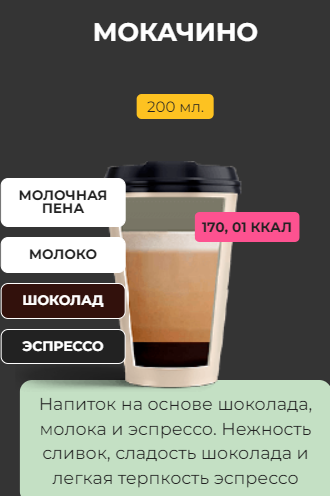 МОКАЧИНО
200 мл.
МОЛОЧНАЯ
ПЕНА
170, 01 ККАЛ
МОЛОКО
ШОКОЛАД
ЭСПРЕССО
Напиток на основе шоколада,
молока и эспрессо. Нежность
сливок, сладость шоколада и
легкая терпкость эспрессо